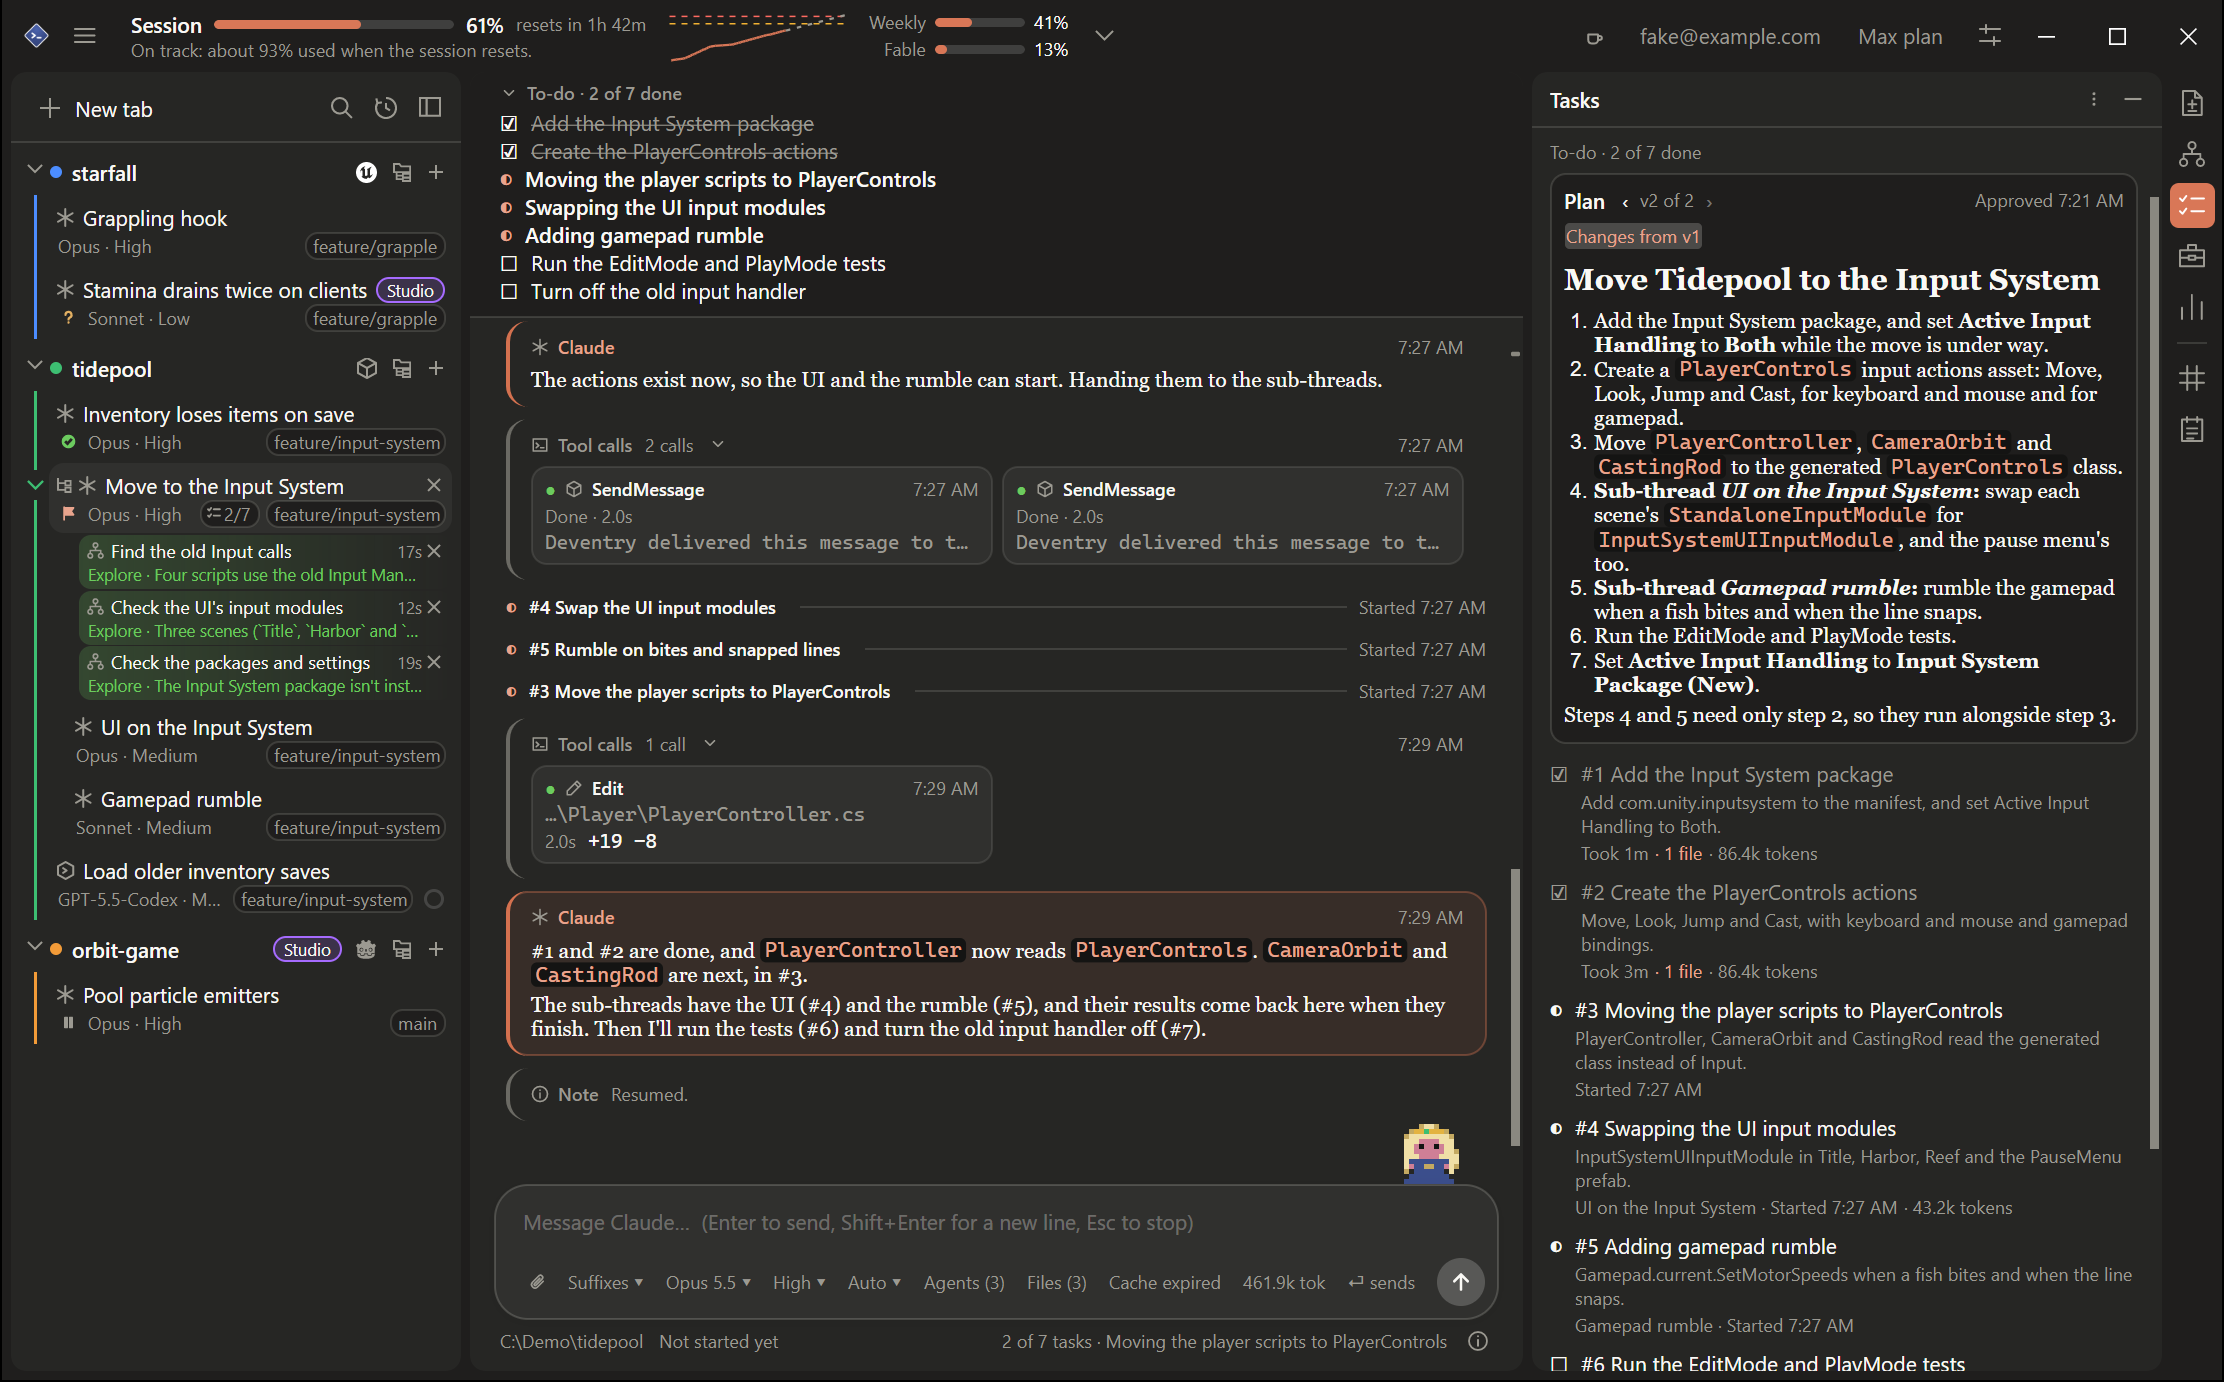 Session 61% resets in 1h 42m
On track: about 93% used when the session resets.
Weekly 41%
Fable 13%
fake@example.com Max plan
New tab
starfall
Grappling hook
Opus · High feature/grapple
Stamina drains twice on clients Studio
? Sonnet · Low feature/grapple
tidepool
Inventory loses items on save
Opus · High feature/input-system
Move to the Input System
Opus · High 2/7 feature/input-system
Find the old Input calls 17s
Explore · Four scripts use the old Input Man...
Check the UI's input modules 12s
Explore · Three scenes (`Title`, `Harbor` and `...
Check the packages and settings 19s
Explore · The Input System package isn't inst...
UI on the Input System
Opus · Medium feature/input-system
Gamepad rumble
Sonnet · Medium feature/input-system
Load older inventory saves
GPT-5.5-Codex · M... feature/input-system
orbit-game Studio
Pool particle emitters
Opus · High main
To-do · 2 of 7 done
Add the Input System package
Create the PlayerControls actions
Moving the player scripts to PlayerControls
Swapping the UI input modules
Adding gamepad rumble
Run the EditMode and PlayMode tests
Turn off the old input handler
Claude 7:27 AM
The actions exist now, so the UI and the rumble can start. Handing them to the sub-threads.
Tool calls 2 calls 7:27 AM
SendMessage 7:27 AM
Done · 2.0s
Deventry delivered this message to t…
SendMessage 7:27 AM
Done · 2.0s
Deventry delivered this message to t…
#4 Swap the UI input modules Started 7:27 AM
#5 Rumble on bites and snapped lines Started 7:27 AM
#3 Move the player scripts to PlayerControls Started 7:27 AM
Tool calls 1 call 7:29 AM
Edit 7:29 AM
…\Player\PlayerController.cs
2.0s +19 −8
Claude 7:29 AM
#1 and #2 are done, and PlayerController now reads PlayerControls. CameraOrbit and
CastingRod are next, in #3.
The sub-threads have the UI (#4) and the rumble (#5), and their results come back here when they
finish. Then I'll run the tests (#6) and turn the old input handler off (#7).
Note Resumed.
Message Claude... (Enter to send, Shift+Enter for a new line, Esc to stop)
Suffixes Opus 5.5 High Auto Agents (3) Files (3) Cache expired 461.9k tok sends
C:\Demo\tidepool Not started yet 2 of 7 tasks · Moving the player scripts to PlayerControls
Tasks
To-do · 2 of 7 done
Plan ‹ v2 of 2 › Approved 7:21 AM
Changes from v1
Move Tidepool to the Input System
1. Add the Input System package, and set Active Input
Handling to Both while the move is under way.
2. Create a PlayerControls input actions asset: Move,
Look, Jump and Cast, for keyboard and mouse and for
gamepad.
3. Move PlayerController, CameraOrbit and
CastingRod to the generated PlayerControls class.
4. Sub-thread UI on the Input System: swap each
scene's StandaloneInputModule for
InputSystemUIInputModule, and the pause menu's
too.
5. Sub-thread Gamepad rumble: rumble the gamepad
when a fish bites and when the line snaps.
6. Run the EditMode and PlayMode tests.
7. Set Active Input Handling to Input System
Package (New).
Steps 4 and 5 need only step 2, so they run alongside step 3.
#1 Add the Input System package
Add com.unity.inputsystem to the manifest, and set Active Input
Handling to Both.
Took 1m · 1 file · 86.4k tokens
#2 Create the PlayerControls actions
Move, Look, Jump and Cast, with keyboard and mouse and gamepad
bindings.
Took 3m · 1 file · 86.4k tokens
#3 Moving the player scripts to PlayerControls
PlayerController, CameraOrbit and CastingRod read the generated
class instead of Input.
Started 7:27 AM
#4 Swapping the UI input modules
InputSystemUIInputModule in Title, Harbor, Reef and the PauseMenu
prefab.
UI on the Input System · Started 7:27 AM · 43.2k tokens
#5 Adding gamepad rumble
Gamepad.current.SetMotorSpeeds when a fish bites and when the line
snaps.
Gamepad rumble · Started 7:27 AM
#6 Run the EditMode and PlayMode tests